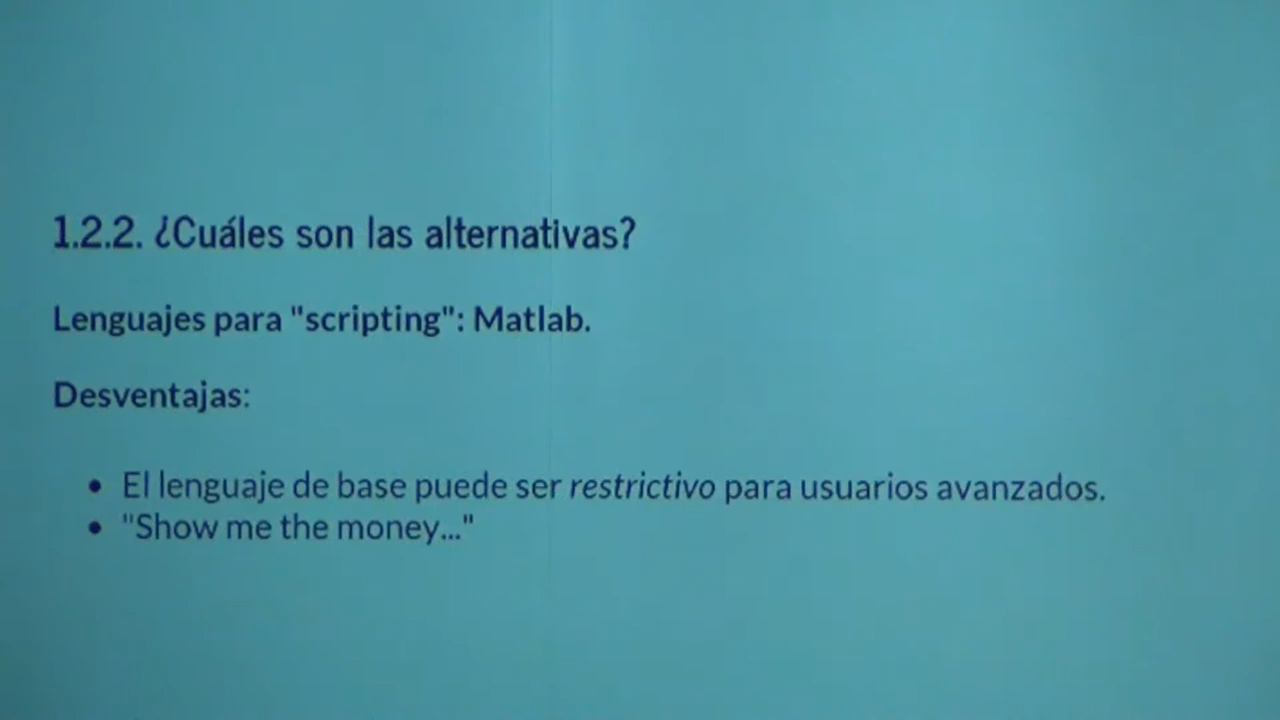 1.2.2. ¿Cuáles son las alternativas?
Lenguajes para "scripting": Matlab.
Desventajas:
• El lenguaje de base puede ser restrictivo para usuarios avanzados.
• "Show me the money..."